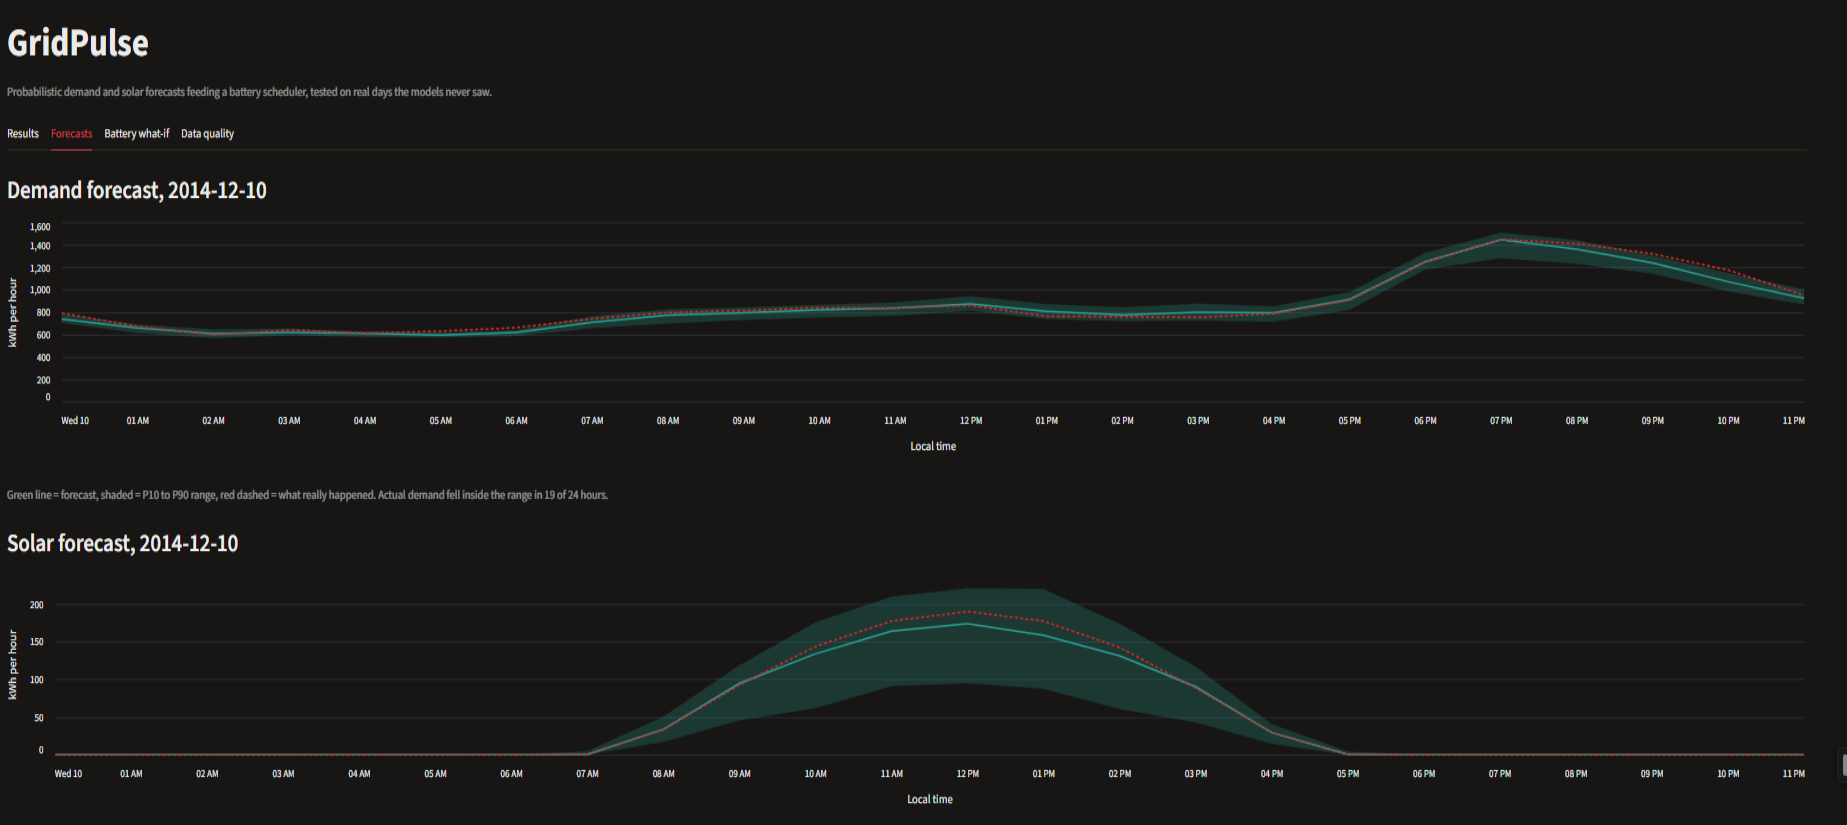 GridPulse
Probabilistic demand and solar forecasts feeding a battery scheduler, tested on real days the models never saw.
Results Forecasts Battery what-if Data quality
Demand forecast, 2014-12-10
1,600
1,400
1,200
1,000
800
600
400
200
0
kWh per hour
Wed 10 01 AM 02 AM 03 AM 04 AM 05 AM 06 AM 07 AM 08 AM 09 AM 10 AM 11 AM 12 PM 01 PM 02 PM 03 PM 04 PM 05 PM 06 PM 07 PM 08 PM 09 PM 10 PM 11 PM
Local time
Green line = forecast, shaded = P10 to P90 range, red dashed = what really happened. Actual demand fell inside the range in 19 of 24 hours.
Solar forecast, 2014-12-10
200
150
100
50
0
kWh per hour
Wed 10 01 AM 02 AM 03 AM 04 AM 05 AM 06 AM 07 AM 08 AM 09 AM 10 AM 11 AM 12 PM 01 PM 02 PM 03 PM 04 PM 05 PM 06 PM 07 PM 08 PM 09 PM 10 PM 11 PM
Local time